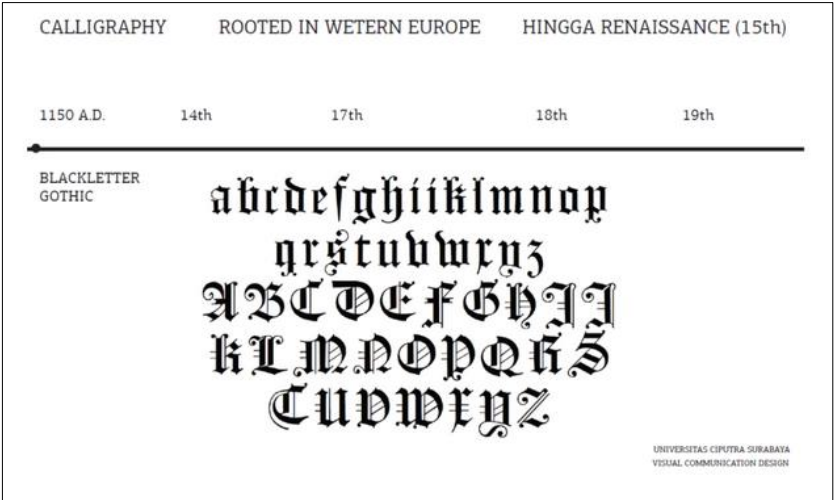 CALLIGRAPHY ROOTED IN WETERN EUROPE HINGGA RENAISSANCE (15th)
1150 A.D. 14th 17th 18th 19th
BLACKLETTER
GOTHIC
abcdefghiiklmnop
qrstuvwxyz
ABCDEFGHIJ
KLMNOPQRS
TUVWXYZ
UNIVERSITAS CIPUTRA SURABAYA
VISUAL COMMUNICATION DESIGN